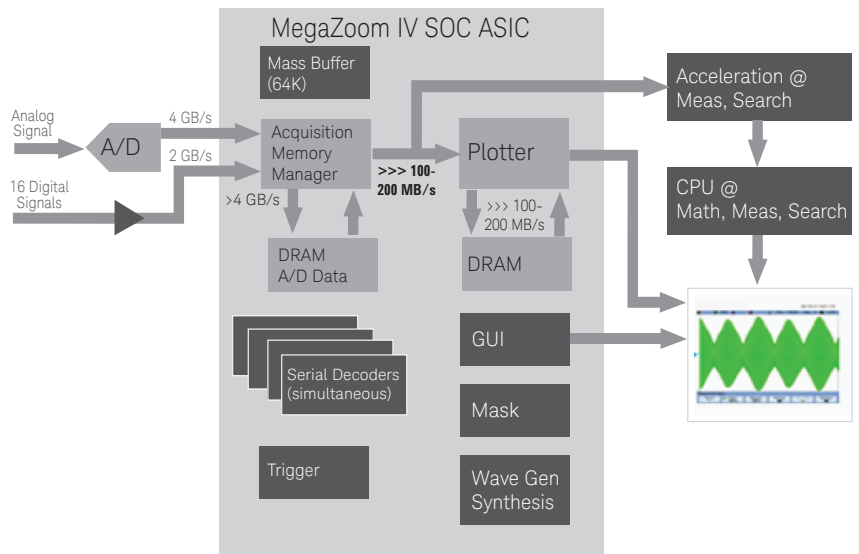 MegaZoom IV SOC ASIC
Mass Buffer
(64K)
Acceleration @
Meas, Search
Analog
Signal
A/D
4 GB/s
2 GB/s
16 Digital
Signals
Acquisition
Memory
Manager
>>> 100-
200 MB/s
Plotter
>4 GB/s
>>> 100-
200 MB/s
CPU @
Math, Meas, Search
DRAM
A/D Data
DRAM
Serial Decoders
(simultaneous)
GUI
Mask
Trigger
Wave Gen
Synthesis